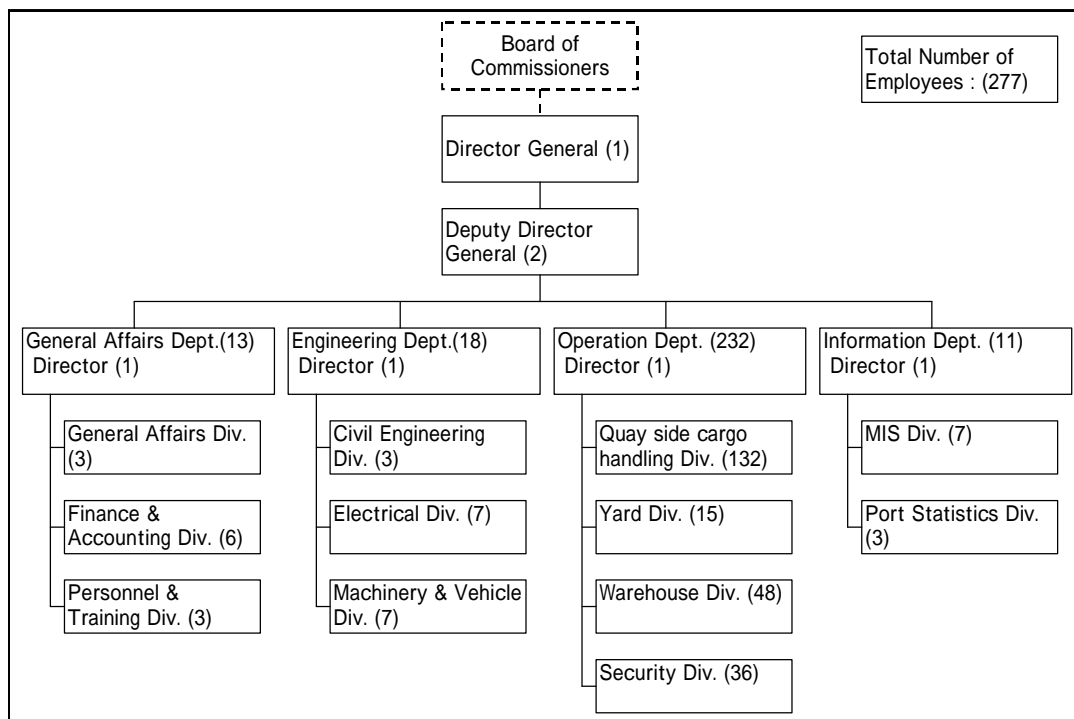 Board of
Commissioners
Total Number of
Employees : (277)
Director General (1)
Deputy Director
General (2)
General Affairs Dept.(13)
Director (1)
General Affairs Div.
(3)
Finance &
Accounting Div. (6)
Personnel &
Training Div. (3)
Engineering Dept.(18)
Director (1)
Civil Engineering
Div. (3)
Electrical Div. (7)
Machinery & Vehicle
Div. (7)
Operation Dept. (232)
Director (1)
Quay side cargo
handling Div. (132)
Yard Div. (15)
Warehouse Div. (48)
Security Div. (36)
Information Dept. (11)
Director (1)
MIS Div. (7)
Port Statistics Div.
(3)